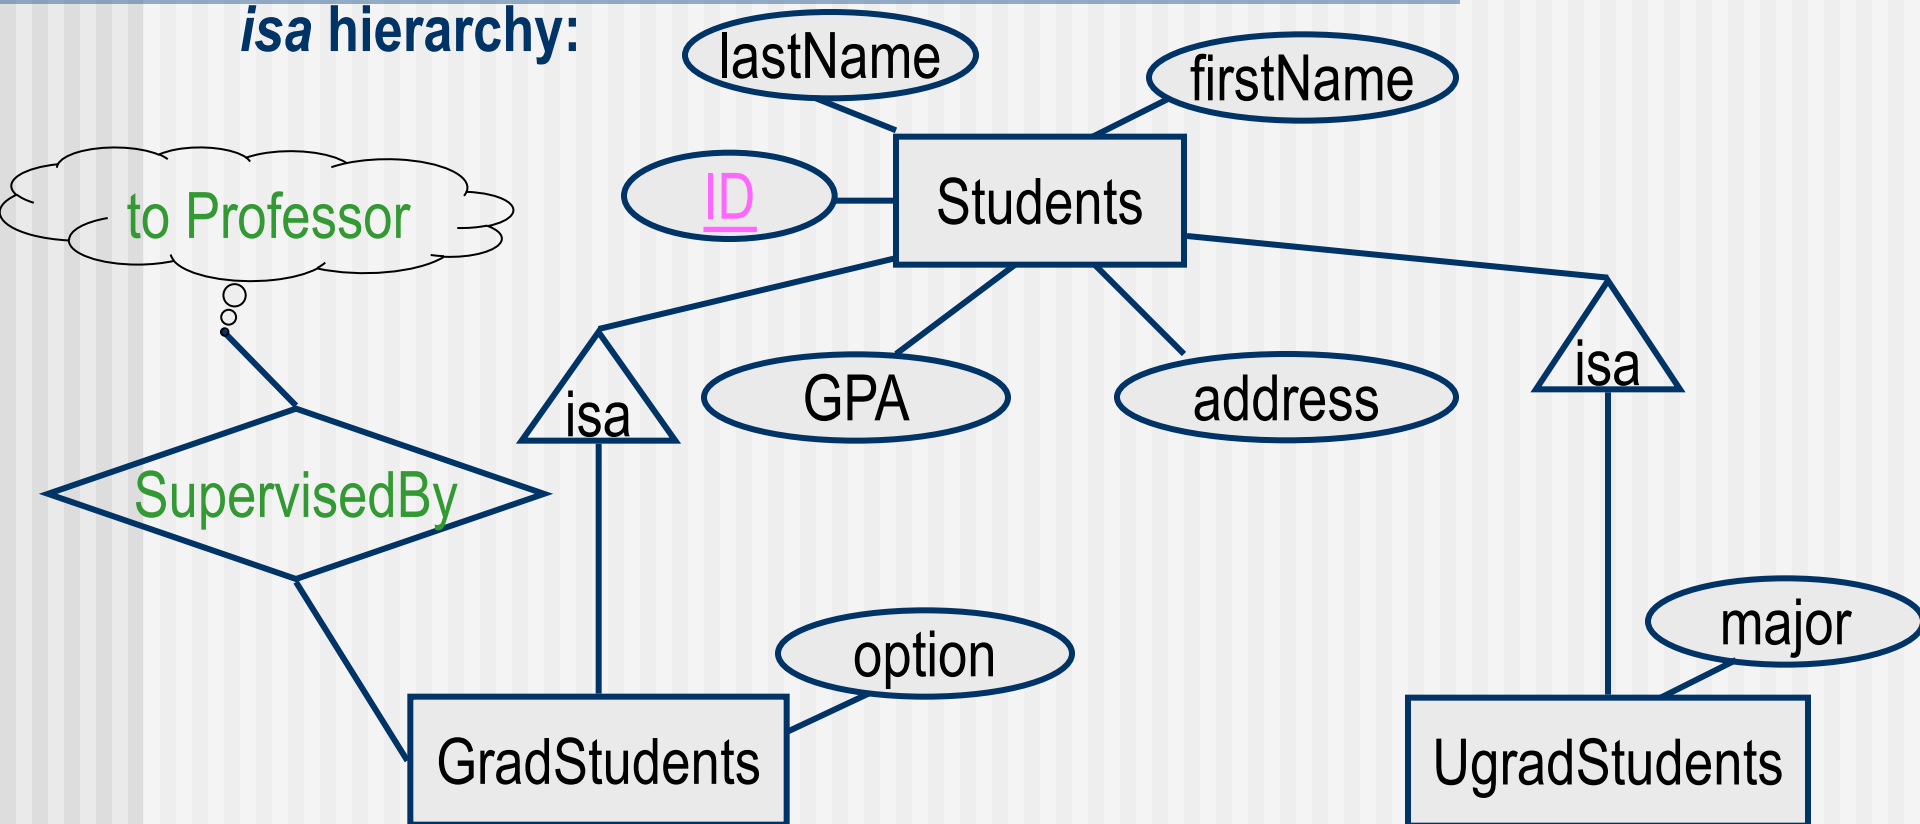 isa hierarchy:
lastName
firstName
to Professor
ID
Students
isa
GPA
address
isa
SupervisedBy
option
major
GradStudents
UgradStudents